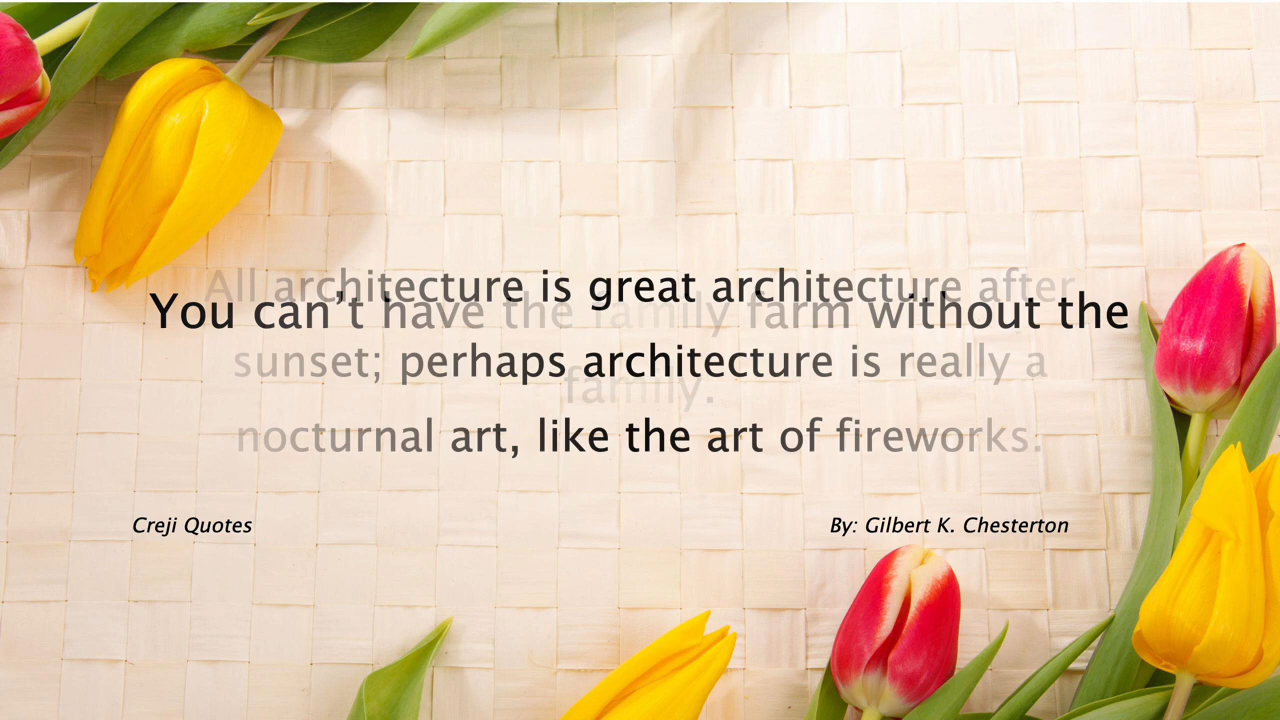 All architecture is great architecture after
You can't have the family farm without the
sunset; perhaps architecture is really a
family.
nocturnal art, like the art of fireworks.
Creji Quotes
By: Gilbert K. Chesterton